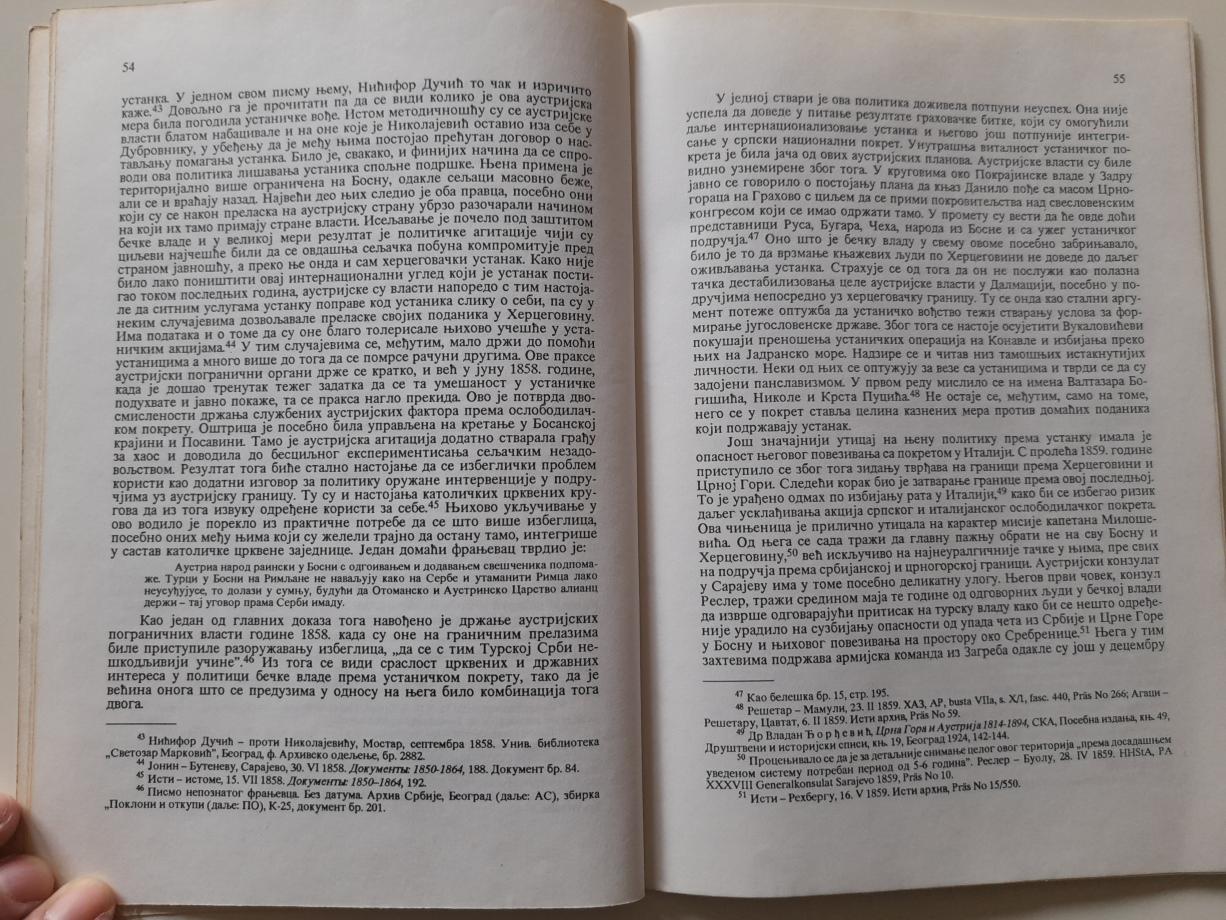 54
устанка. У једном свом писму њему, Нићифор Дучић то чак и изричито
каже.43 Довољно га је прочитати па да се види колико је ова аустријска
мера била погодила устаничке вође. Истом методичношћу су се аустријске
власти блатом набацивале и на оне које је Николајевић оставио иза себе у
Дубровнику, у убеђењу да је међу њима постојао прећутан договор о нас-
тављању помагања устанка. Било је, свакако, и финијих начина да се спро-
води ова политика лишавања устаника спољне подршке. Њена примена је
територијално више ограничена на Босну, одакле сељаци масовно беже,
али се и враћају назад. Највећи део њих следио је оба правца, посебно они
који су се након преласка на аустријску страну убрзо разочарали начином
на који их тамо примају стране власти. Исељавање је почело под заштитом
бечке владе и у великој мери резултат је политичке агитације чији су
циљеви најчешће били да се овдашња сељачка побуна компромитује пред
страном јавношћу, а преко ње онда и сам херцеговачки устанак. Како није
било лако поништити овај интернационални углед који је устанак пости-
гао током последњих година, аустријске су власти напоредо с тим настоја-
ле да ситним услугама устанку поправе код устаника слику о себи, па су у
неким случајевима дозвољавале преласке својих поданика у Херцеговину.
Има података и о томе да су оне благо толерисале њихово учешће у уста-
ничким акцијама.44 У тим случајевима се, међутим, мало држи до помоћи
устаницима а много више до тога да се помрсе рачуни другима. Ове праксе
аустријски погранични органи држе се кратко, и већ у јуну 1858. године,
као је дошао тренутак тежег задатка да се та умешаност у устаничке
подухвате и јавно покаже, та се пракса нагло прекида. Ово је потврда дво-
смислености држања службених аустријских фактора према ослободилач-
ком покрету. Оштрица је посебно била управљена на кретање у Босанској
крајини и Посавини. Тамо је аустријска агитација додатно стварала грађу
за хаос и доводила до бесциљног експериментисања сељачким незадо-
вољством. Резултат тога биће стално настојање да се избеглички проблем
користи као додатни изговор за политику оружане интервенције у подру-
чјима уз аустријску границу. Ту су и настојања католичких црквених кру-
гова да из тога извуку одређене користи за себе.45 Њихово укључивање у
ово водило је порекло из практичне потребе да се што више избеглица,
посебно оних међу њима који су желели трајно да остану тамо, интегрише
у састав католичке црквене заједнице. Један домаћи фрањевац тврдио је:
Аустриа народ раински у Босни с одгоивањем и додавањем свешченика подпома-
же. Турци у Босни на Римљане не наваљују како на Сербе и утаманити Римца лако
неусуђујусе, то долази у сумњу, будући да Отоманско и Аустринско Царство алианц
держи – тај уговор прама Серби имаду.
Као један од главних доказа тога навођено је држање аустријских
пограничних власти године 1858. када су оне на граничним прелазима
биле приступиле разоружавању избеглица, „да се с тим Турској Срби не-
шкодљивији учине”.46 Из тога се види сраслост црквених и државних
интереса у политици бечке владе према устаничком покрету, тако да је
већина онога што се предузима у односу на њега било комбинација тога
двога.
43 Нићифор Дучић – проти Николајевићу, Мостар, септембра 1858. Унив. библиотека
„Светозар Марковић”, Београд, ф. Архивско одељење, бр. 2882.
44 Јонин – Бутеневу, Сарајево, 30. VI 1858. Документы: 1850-1864, 188. Документ бр. 84.
45 Исти – истоме, 15. VII 1858. Документы: 1850–1864, 192.
46 Писмо непознатог фрањевца. Без датума. Архив Србије, Београд (даље: АС), збирка
„Поклони и откупи (даље: ПО), К-25, документ бр. 201.
55
У једној ствари је ова политика доживела потпуни неуспех. Она није
успела да доведе у питање резултате граховачке битке, који су омогућили
даље интернационализовање устанка и његово још потпуније интегри-
сање у српски национални покрет. Унутрашња виталност устаничког по-
крета је била јача од ових аустријских планова. Аустријске власти су биле
видно узнемирене због тога. У круговима око Покрајинске владе у Задру
јавно се говорило о постојању плана да књаз Данило пође са масом Црно-
гораца на Грахово с циљем да се прими покровитељства над свесловенским
конгресом који се имао одржати тамо. У промету су вести да ће овде доћи
представници Руса, Бугара, Чеха, народа из Босне и са ужег устаничког
подручја.47 Оно што је бечку владу у свему овоме посебно забрињавало,
било је то да врзмање књажевих људи по Херцеговини не доведе до даљег
оживљавања устанка. Страхује се од тога да он не послужи као полазна
тачка дестабилизовања целе аустријске власти у Далмацији, посебно у по-
дручјима непосредно уз херцеговачку границу. Ту се онда као стални аргу-
мент потеже оптужба да устаничко вођство тежи стварању услова за фор-
мирање југословенске државе. Због тога се настоје осујетити Вукаловићеви
покушаји преношења устаничких операција на Конавле и избијања преко
њих на Јадранско море. Надзире се и читав низ тамошњих истакнутијих
личности. Неки од њих се оптужују за везе са устаницима и тврди се да су
задојени панславизмом. У првом реду мислило се на имена Валтазара Бо-
гишића, Николе и Крста Пуцића.48 Не остаје се, међутим, само на томе,
него се у покрет ставља целина казнених мера против домаћих поданика
који подржавају устанак.
Још значајнији утицај на њену политику према устанку имала је
опасност његовог повезивања са покретом у Италији. С пролећа 1859. године
приступило се због тога зидању тврђава на граници према Херцеговини и
Црној Гори. Следећи корак био је затварање границе према овој последњој.
То је урађено одмах по избијању рата у Италији,49 како би се избегао ризик
даљег усклађивања акција српског и италијанског ослободилачког покрета.
Ова чињеница је прилично утицала на карактер мисије капетана Милоше-
вића. Од њега се сада тражи да главну пажњу обрати не на сву Босну и
Херцеговину,50 већ искључиво на најнеуралгичније тачке у њима, пре свих
на подручја према србијанској и црногорској граници. Аустријски конзулат
у Сарајеву има у томе посебно деликатну улогу. Његов први човек, конзул
Реслер, тражи средином маја те године од одговорних људи у бечкој влади
да изврше одговарајући притисак на турску владу како би се нешто одређе-
није урадило на сузбијању опасности од упада чета из Србије и Црне Горе
у Босну и њиховог повезивања на простору око Сребренице.51 Њега у тим
захтевима подржава армијска команда из Загреба одакле су још у децембру
47 Као белешка бр. 15, стр. 195.
48 Решетар – Мамули, 23. II 1859. ХАЗ, АР, busta VIIa, s. X/1, fasc. 440, Präs No 266; Агаци –
Решетару, Цавтат, 6. II 1859. Исти архив, Präs No 59.
49 Др Владан Ђорђевић, Црна Гора и Аустрија 1814-1894, СКА, Посебна издања, књ. 49,
Друштвени и историјски списи, књ. 19, Београд 1924, 142-144.
50 Процењивало се да је за детаљније снимање целог овог територија „према досадашњем
уведеном систему потребан период од 5-6 година”. Реслер – Буолу, 28. IV 1859. HHStA, PA
XXXVIII Generalkonsulat Sarajevo 1859, Präs No 10.
51 Исти – Рехбергу, 16. V 1859. Исти архив, Präs No 15/550.